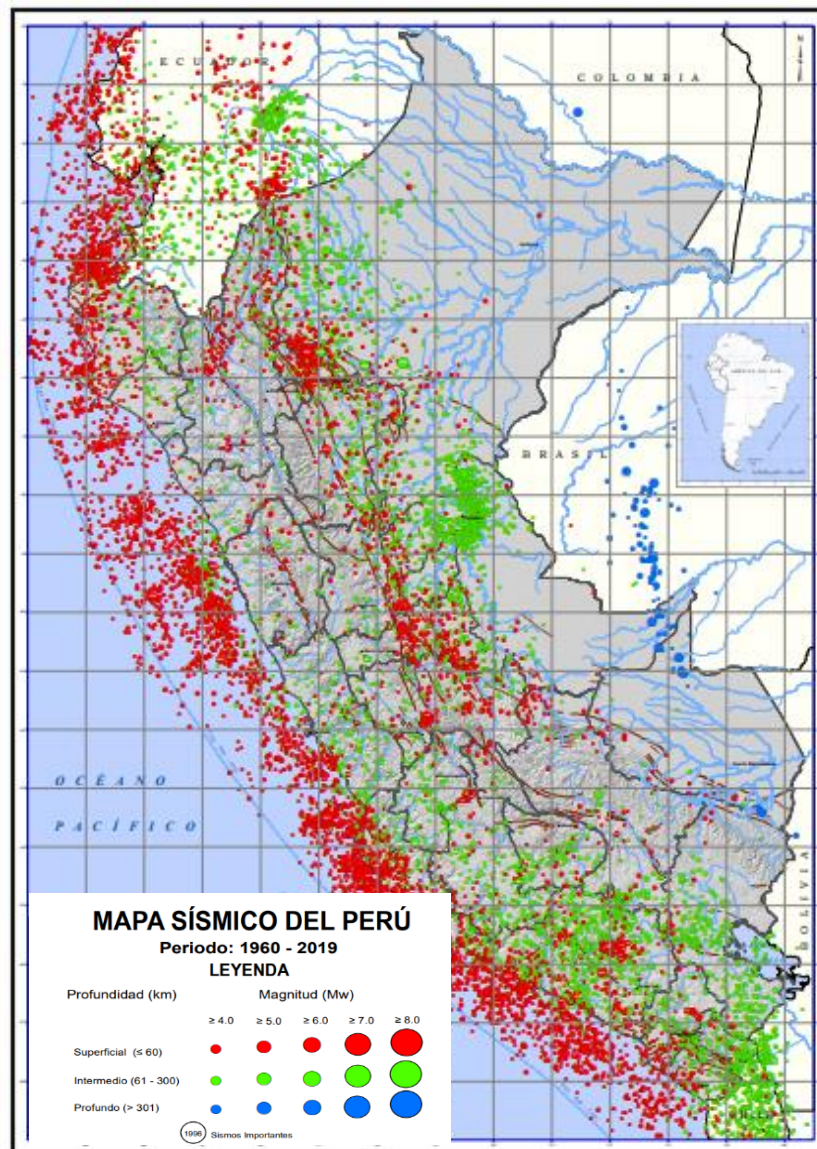 ECUADOR
COLOMBIA
BRASIL
OCÉANO
PACÍFICO
BOLIVIA
MAPA SÍSMICO DEL PERÚ
Periodo: 1960 - 2019
LEYENDA
Profundidad (km) Magnitud (Mw)
≥ 4.0 ≥ 5.0 ≥ 6.0 ≥ 7.0 ≥ 8.0
Superficial (≤ 60)
Intermedio (61 - 300)
Profundo (> 301)
1996 Sismos Importantes